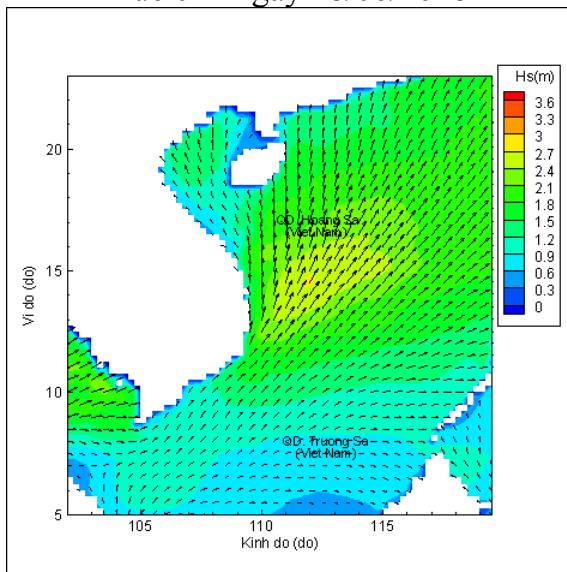 Hs(m)
3.6
3.3
3
2.7
2.4
2.1
1.8
1.5
1.2
0.9
0.6
0.3
0
20
15
10
5
Vi do (do)
QD. Hoang Sa
(Viet Nam)
QD. Truong Sa
(Viet Nam)
105
110
115
Kinh do (do)